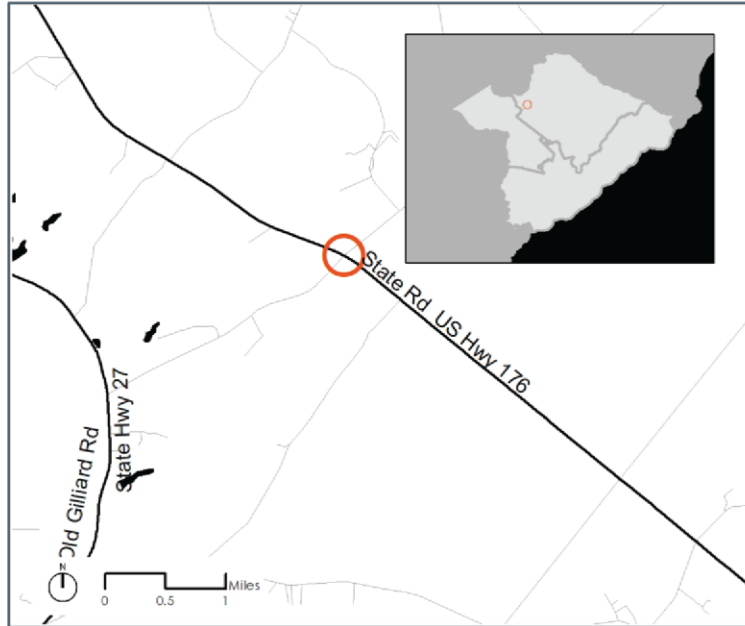 State Rd US Hwy 176
State Hwy 27
Old Gilliard Rd
N
Miles
0 0.5 1